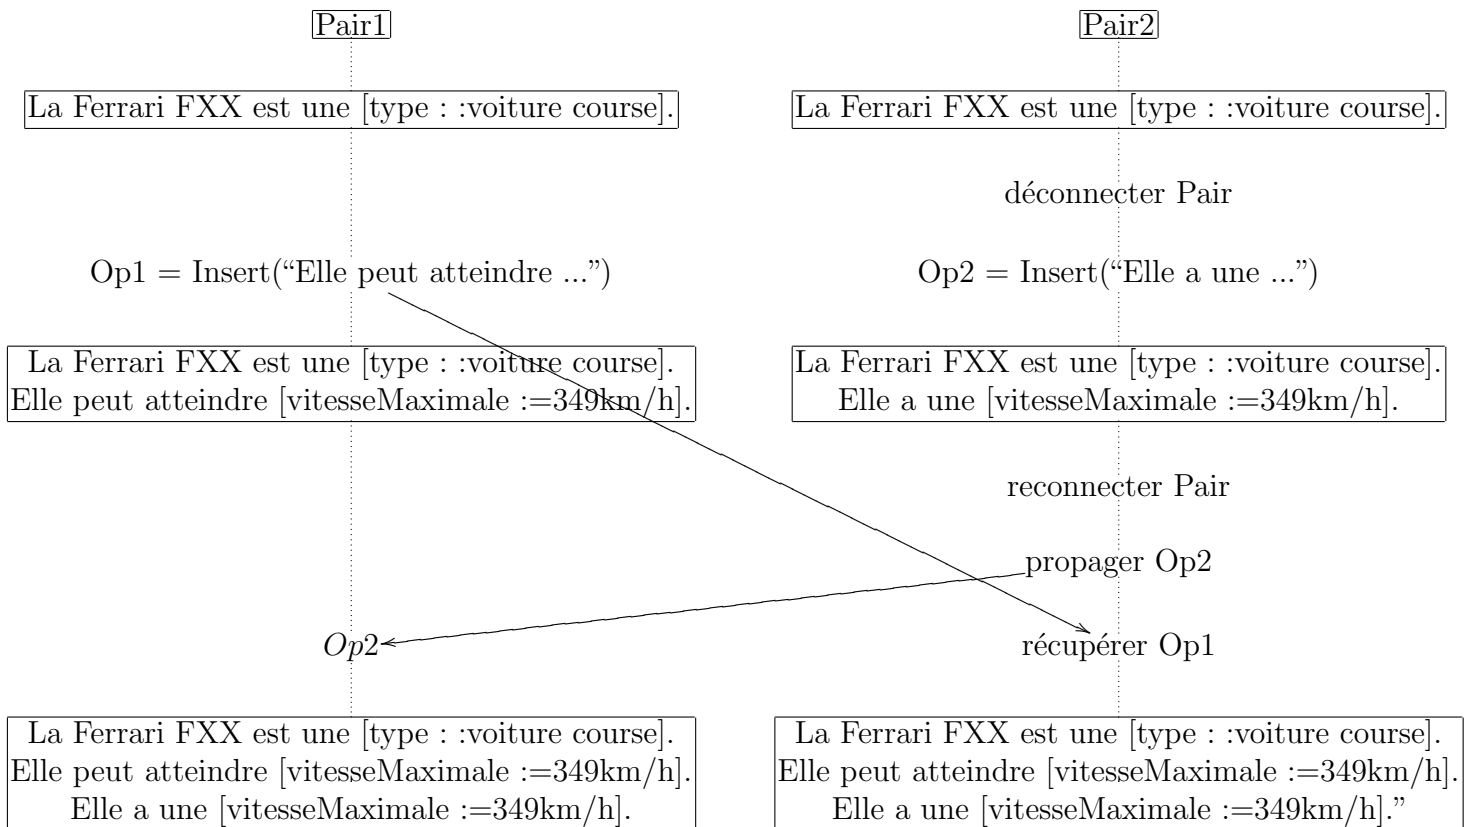 Pair1
Pair2
La Ferrari FXX est une [type : :voiture course].
La Ferrari FXX est une [type : :voiture course].
déconnecter Pair
Op1 = Insert(“Elle peut atteindre ...”)
Op2 = Insert(“Elle a une ...”)
La Ferrari FXX est une [type : :voiture course].
Elle peut atteindre [vitesseMaximale :=349km/h].
La Ferrari FXX est une [type : :voiture course].
Elle a une [vitesseMaximale :=349km/h].
reconnecter Pair
propager Op2
Op2
récupérer Op1
La Ferrari FXX est une [type : :voiture course].
Elle peut atteindre [vitesseMaximale :=349km/h].
Elle a une [vitesseMaximale :=349km/h].
La Ferrari FXX est une [type : :voiture course].
Elle peut atteindre [vitesseMaximale :=349km/h].
Elle a une [vitesseMaximale :=349km/h].”